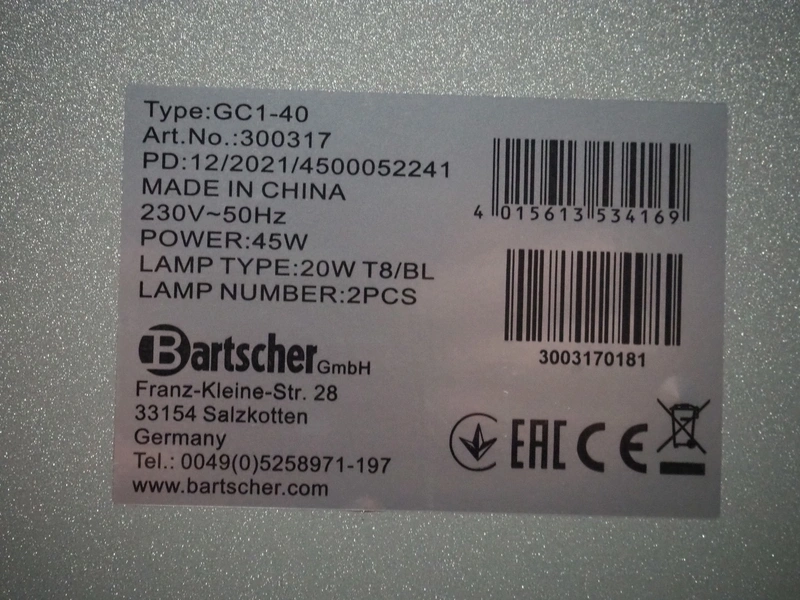 Type:GC1-40
Art.No.:300317
PD:12/2021/4500052241
MADE IN CHINA
230V~50Hz
POWER:45W
LAMP TYPE:20W T8/BL
LAMP NUMBER:2PCS
4 015613 534169
3003170181
Bartscher GmbH
Franz-Kleine-Str. 28
33154 Salzkotten
Germany
Tel.: 0049(0)5258971-197
www.bartscher.com
EAC CE